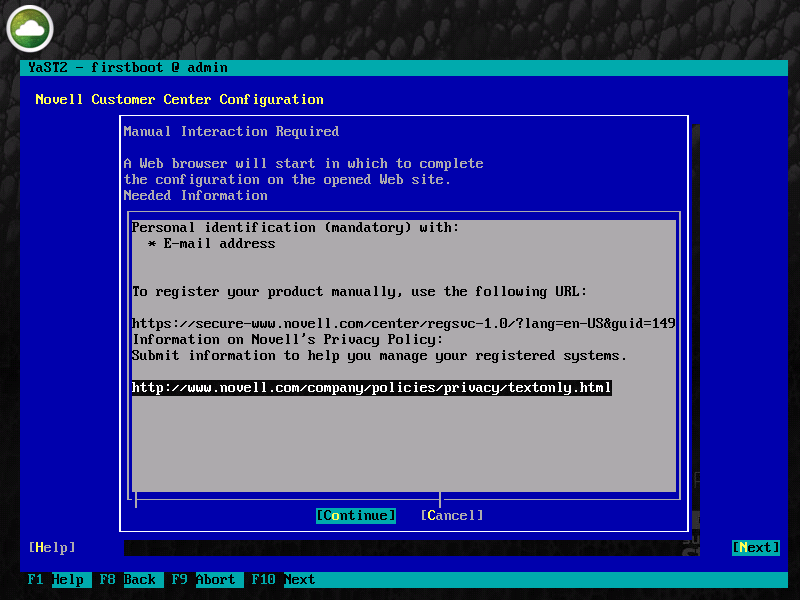 YaST2 - firstboot @ admin
Novell Customer Center Configuration
Manual Interaction Required
A Web browser will start in which to complete
the configuration on the opened Web site.
Needed Information
Personal identification (mandatory) with:
* E-mail address
To register your product manually, use the following URL:
https://secure-www.novell.com/center/regsvc-1.0/?lang=en-US&guid=149
Information on Novell's Privacy Policy:
Submit information to help you manage your registered systems.
http://www.novell.com/company/policies/privacy/textonly.html
[Continue] [Cancel]
[Help] [Next]
F1 Help F8 Back F9 Abort F10 Next